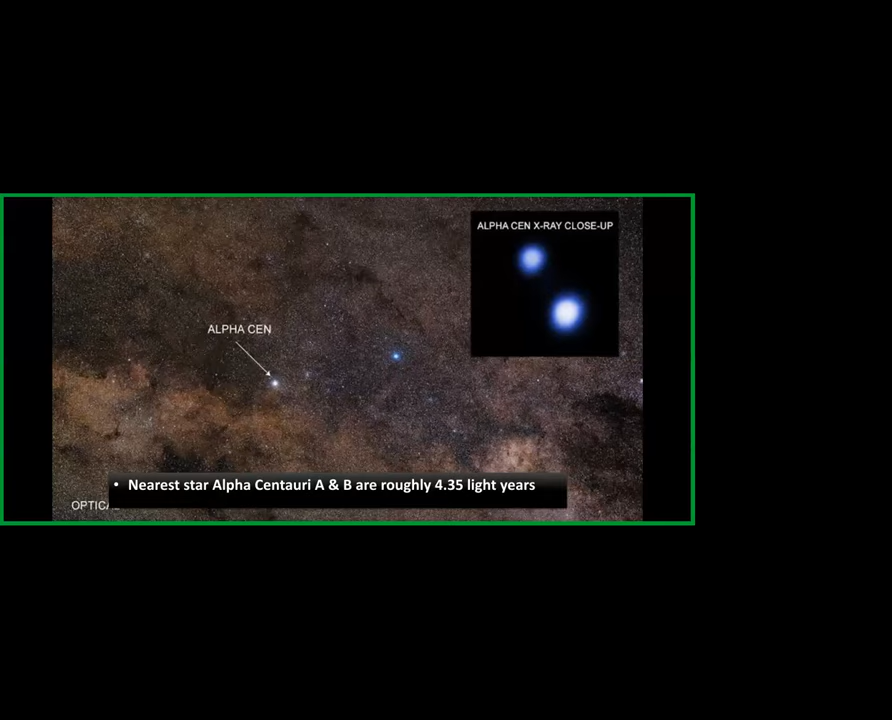 ALPHA CEN X-RAY CLOSE-UP
ALPHA CEN
• Nearest star Alpha Centauri A & B are roughly 4.35 light years